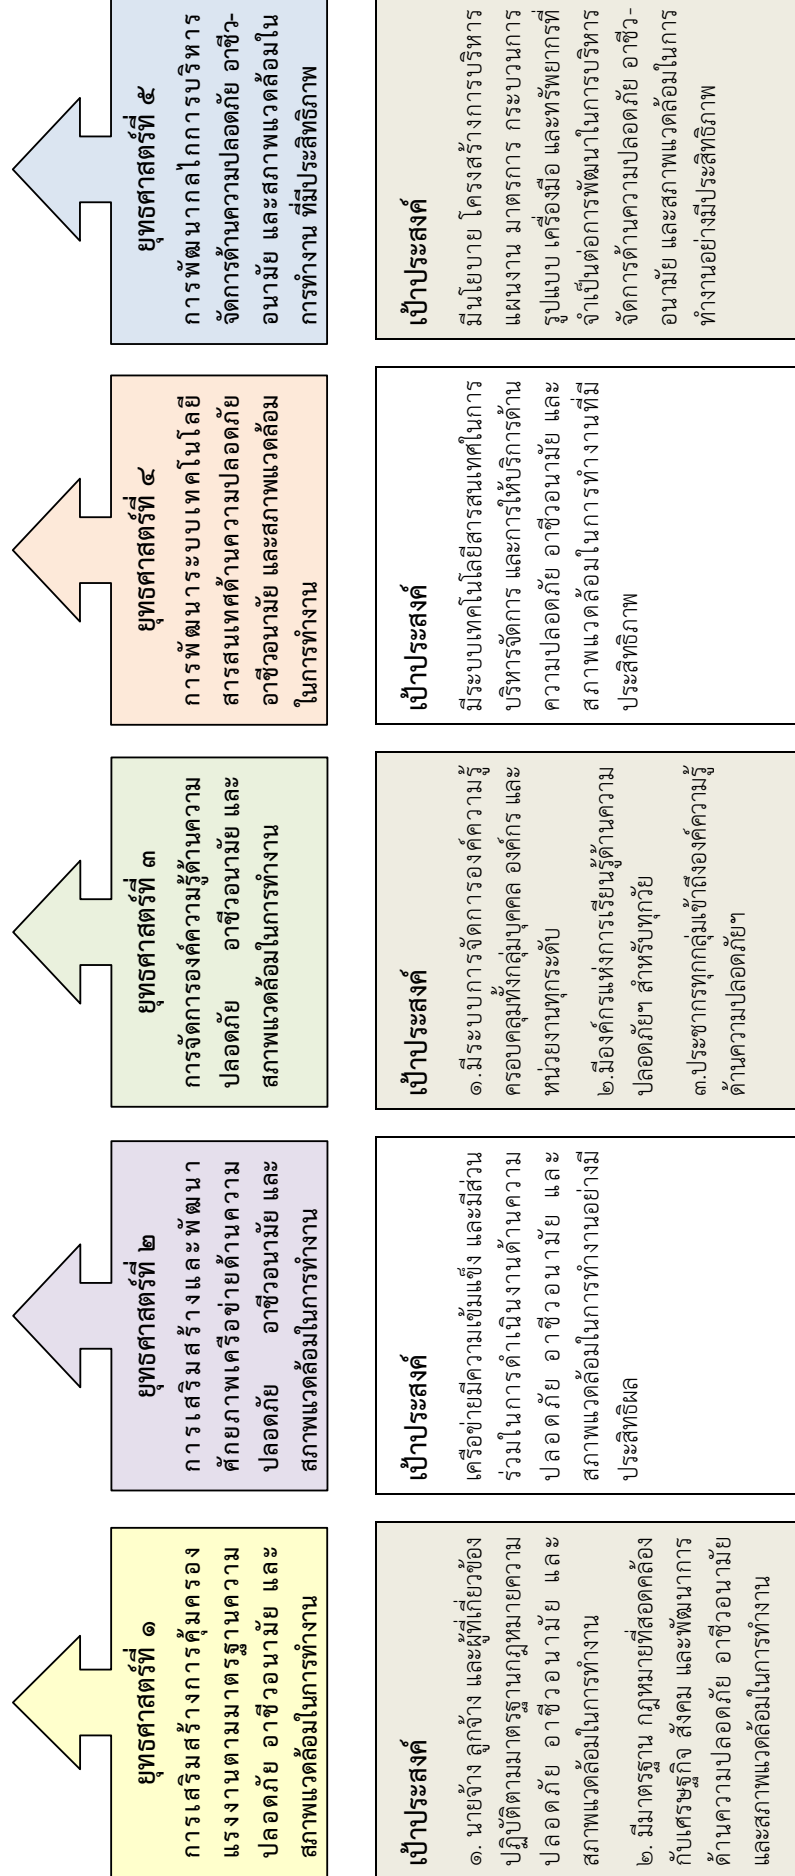 ยุทธศาสตร์ที่ ๑
การเสริมสร้างการคุ้มครอง
แรงงานตามมาตรฐานความ
ปลอดภัย อาชีวอนามัย และ
สภาพแวดล้อมในการทำงาน
เป้าประสงค์
๑. นายจ้าง ลูกจ้าง และผู้ที่เกี่ยวข้อง
ปฏิบัติตามมาตรฐานกฎหมายความ
ปลอดภัย อาชีวอนามัย และ
สภาพแวดล้อมในการทำงาน
๒. มีมาตรฐาน กฎหมายที่สอดคล้อง
กับเศรษฐกิจ สังคม และพัฒนาการ
ด้านความปลอดภัย อาชีวอนามัย
และสภาพแวดล้อมในการทำงาน
ยุทธศาสตร์ที่ ๒
การเสริมสร้างและพัฒนา
ศักยภาพเครือข่ายด้านความ
ปลอดภัย อาชีวอนามัย และ
สภาพแวดล้อมในการทำงาน
เป้าประสงค์
เครือข่ายมีความเข้มแข็ง และมีส่วน
ร่วมในการดำเนินงานด้านความ
ปลอดภัย อาชีวอนามัย และ
สภาพแวดล้อมในการทำงานอย่างมี
ประสิทธิผล
ยุทธศาสตร์ที่ ๓
การจัดการองค์ความรู้ด้านความ
ปลอดภัย อาชีวอนามัย และ
สภาพแวดล้อมในการทำงาน
เป้าประสงค์
๑.มีระบบการจัดการองค์ความรู้
ครอบคลุมทั้งกลุ่มบุคคล องค์กร และ
หน่วยงานทุกระดับ
๒.มีองค์กรแห่งการเรียนรู้ด้านความ
ปลอดภัยฯ สำหรับทุกวัย
๓.ประชากรทุกกลุ่มเข้าถึงองค์ความรู้
ด้านความปลอดภัยฯ
ยุทธศาสตร์ที่ ๔
การพัฒนาระบบเทคโนโลยี
สารสนเทศด้านความปลอดภัย
อาชีวอนามัย และสภาพแวดล้อม
ในการทำงาน
เป้าประสงค์
มีระบบเทคโนโลยีสารสนเทศในการ
บริหารจัดการ และการให้บริการด้าน
ความปลอดภัย อาชีวอนามัย และ
สภาพแวดล้อมในการทำงานที่มี
ประสิทธิภาพ
ยุทธศาสตร์ที่ ๕
การพัฒนากลไกการบริหาร
จัดการด้านความปลอดภัย อาชีว-
อนามัย และสภาพแวดล้อมใน
การทำงาน ที่มีประสิทธิภาพ
เป้าประสงค์
มีนโยบาย โครงสร้างการบริหาร
แผนงาน มาตรการ กระบวนการ
รูปแบบ เครื่องมือ และทรัพยากรที่
จำเป็นต่อการพัฒนาในการบริหาร
จัดการด้านความปลอดภัย อาชีว-
อนามัย และสภาพแวดล้อมในการ
ทำงานอย่างมีประสิทธิภาพ